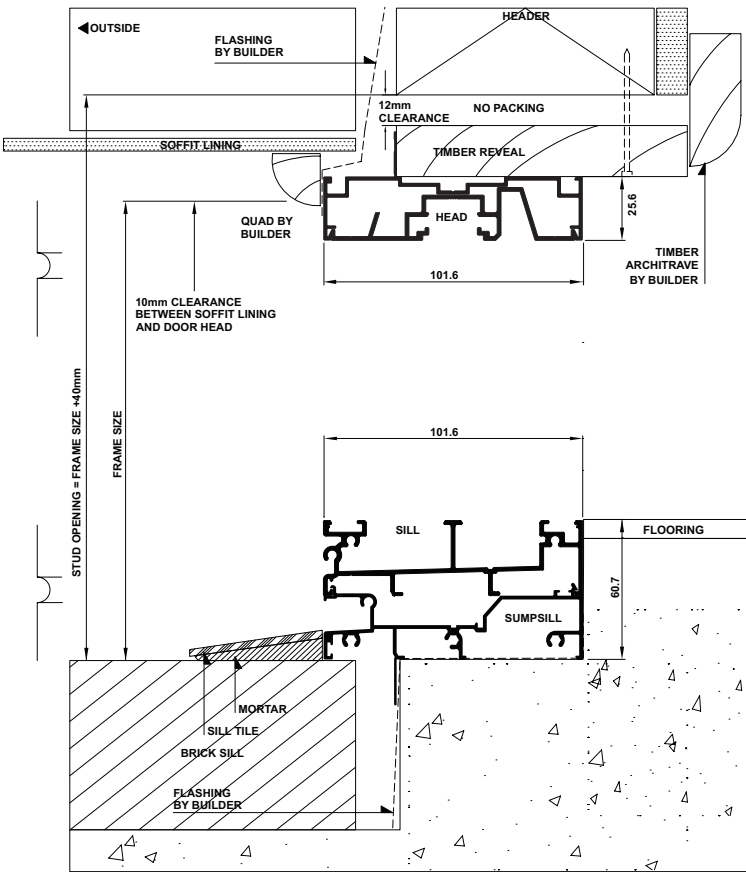 OUTSIDE
HEADER
FLASHING
BY BUILDER
12mm
CLEARANCE
NO PACKING
SOFFIT LINING
TIMBER REVEAL
QUAD BY
BUILDER
HEAD
25.6
TIMBER
ARCHITRAVE
BY BUILDER
101.6
10mm CLEARANCE
BETWEEN SOFFIT LINING
AND DOOR HEAD
STUD OPENING = FRAME SIZE +40mm
FRAME SIZE
101.6
SILL
FLOORING
60.7
SUMPSILL
MORTAR
SILL TILE
BRICK SILL
FLASHING
BY BUILDER